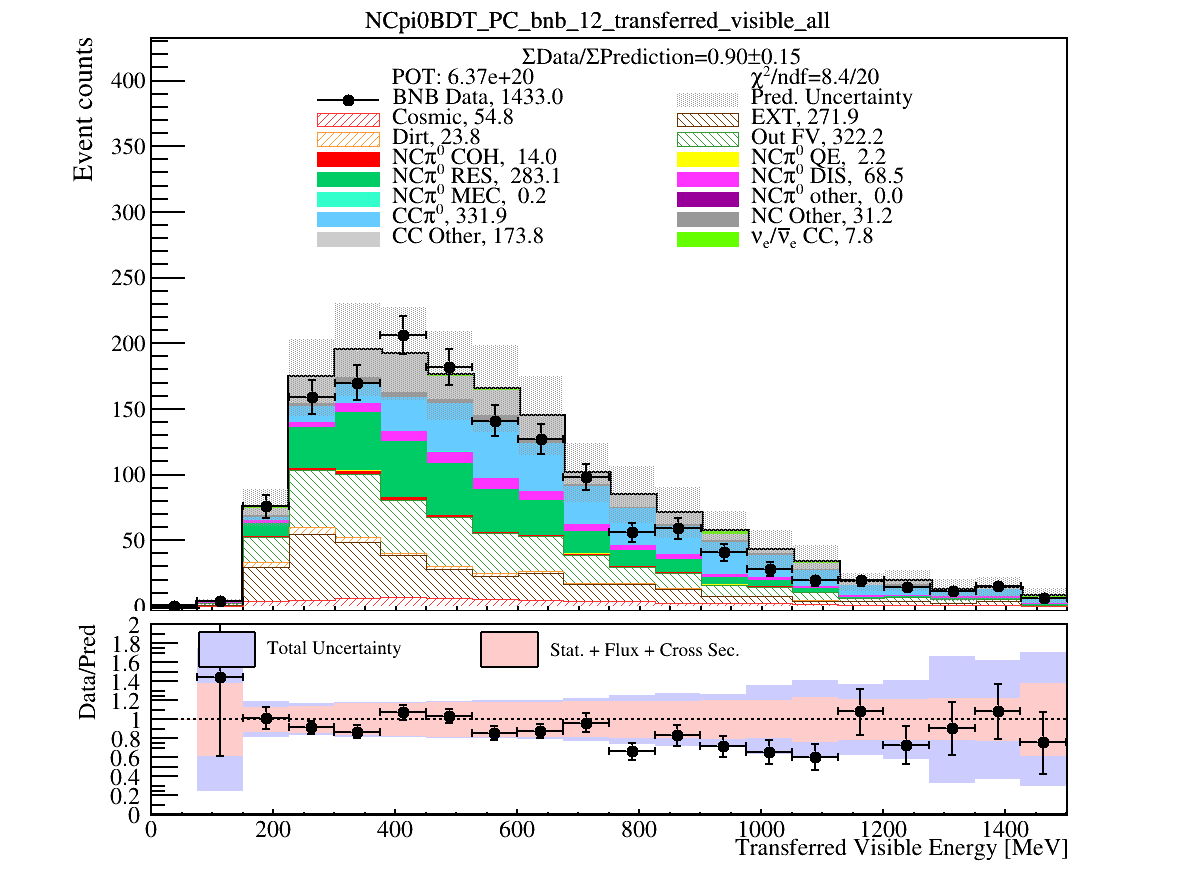 NCpi0BDT_PC_bnb_12_transferred_visible_all
ΣData/ΣPrediction=0.90±0.15
POT: 6.37e+20
χ²/ndf=8.4/20
BNB Data, 1433.0
Pred. Uncertainty
Cosmic, 54.8
EXT, 271.9
Dirt, 23.8
Out FV, 322.2
NCπ⁰ COH, 14.0
NCπ⁰ QE, 2.2
NCπ⁰ RES, 283.1
NCπ⁰ DIS, 68.5
NCπ⁰ MEC, 0.2
NCπ⁰ other, 0.0
CCπ⁰, 331.9
NC Other, 31.2
CC Other, 173.8
νₑ/ν̅ₑ CC, 7.8
Event counts
400
350
300
250
200
150
100
50
0
Data/Pred
2
1.8
1.6
1.4
1.2
1
0.8
0.6
0.4
0.2
0
Total Uncertainty
Stat. + Flux + Cross Sec.
0 200 400 600 800 1000 1200 1400
Transferred Visible Energy [MeV]